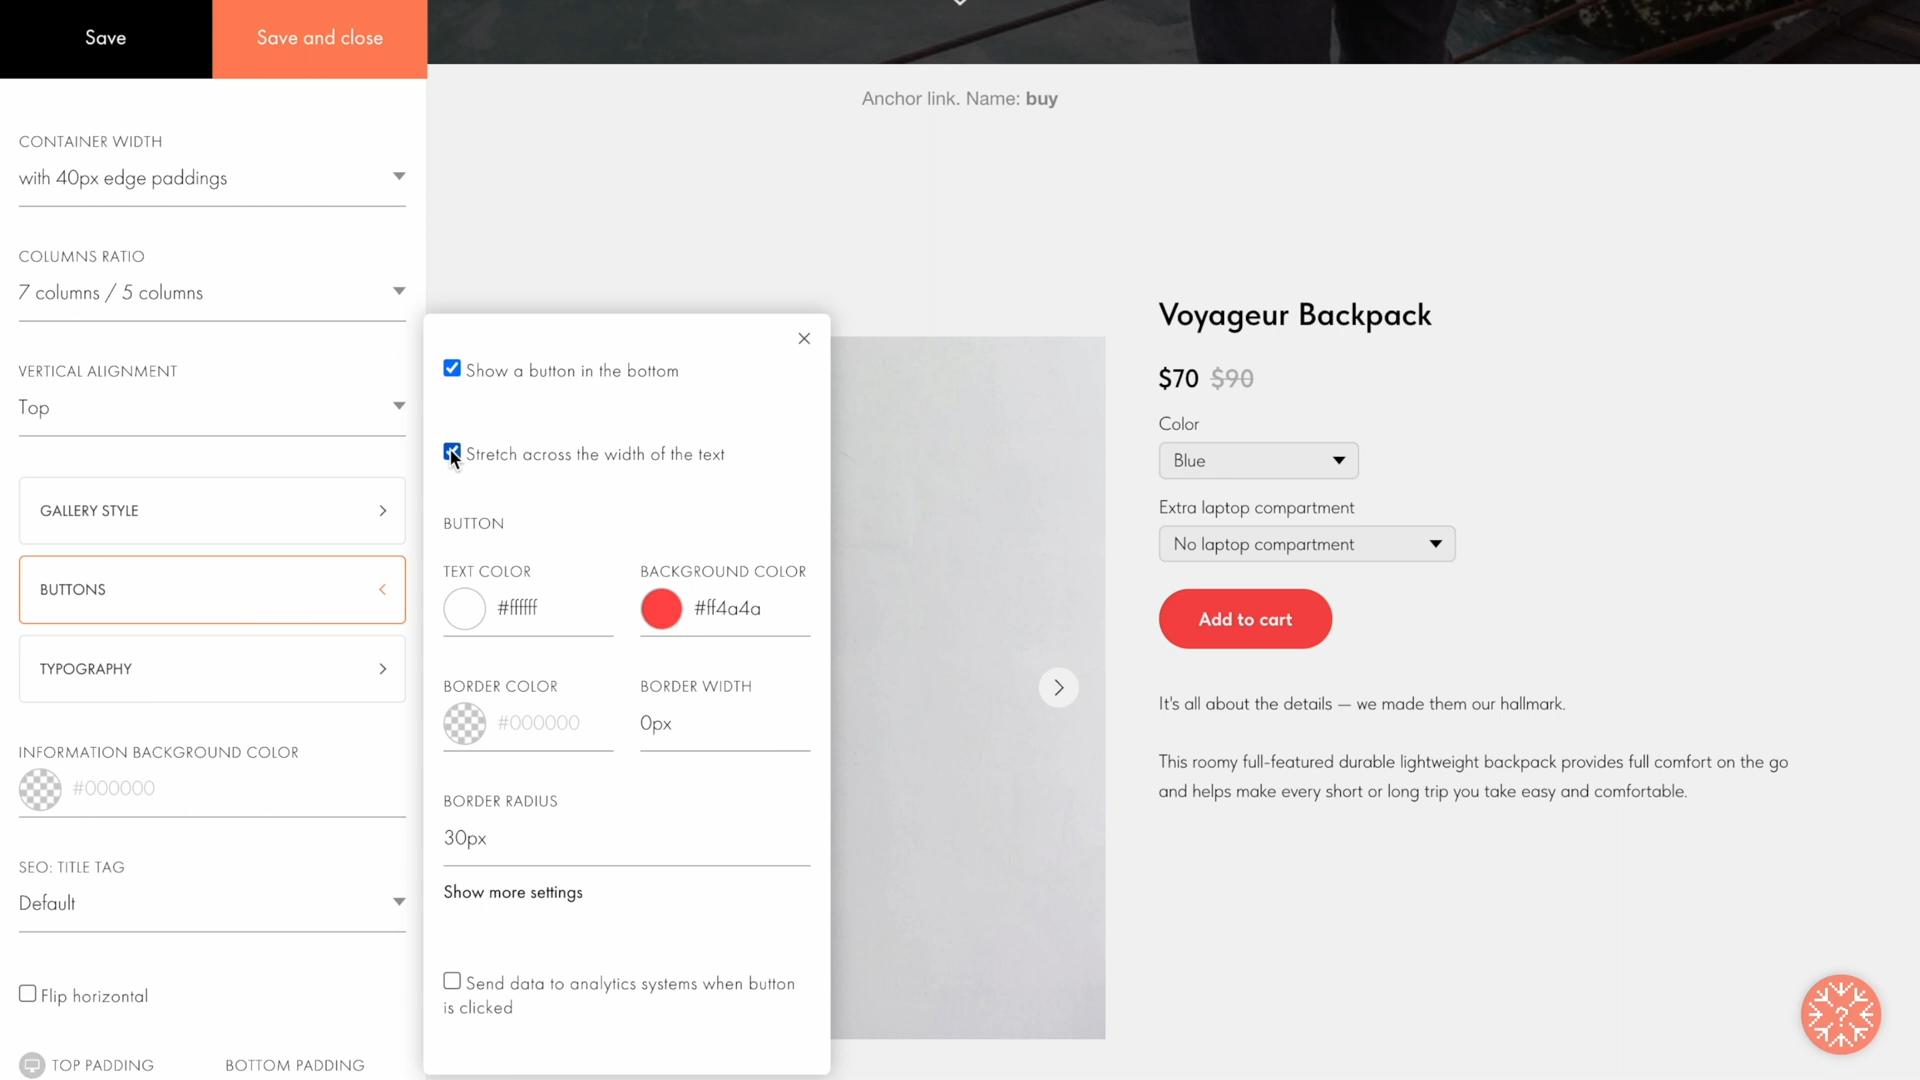 Save
Save and close
Anchor link. Name: buy
CONTAINER WIDTH
with 40px edge paddings
COLUMNS RATIO
7 columns / 5 columns
VERTICAL ALIGNMENT
Top
GALLERY STYLE
BUTTONS
TYPOGRAPHY
INFORMATION BACKGROUND COLOR
#000000
SEO: TITLE TAG
Default
Flip horizontal
TOP PADDING
BOTTOM PADDING
Show a button in the bottom
Stretch across the width of the text
BUTTON
TEXT COLOR
#ffffff
BACKGROUND COLOR
#ff4a4a
BORDER COLOR
#000000
BORDER WIDTH
0px
BORDER RADIUS
30px
Show more settings
Send data to analytics systems when button
is clicked
Voyageur Backpack
$70 $90
Color
Blue
Extra laptop compartment
No laptop compartment
Add to cart
It's all about the details — we made them our hallmark.
This roomy full-featured durable lightweight backpack provides full comfort on the go
and helps make every short or long trip you take easy and comfortable.
?